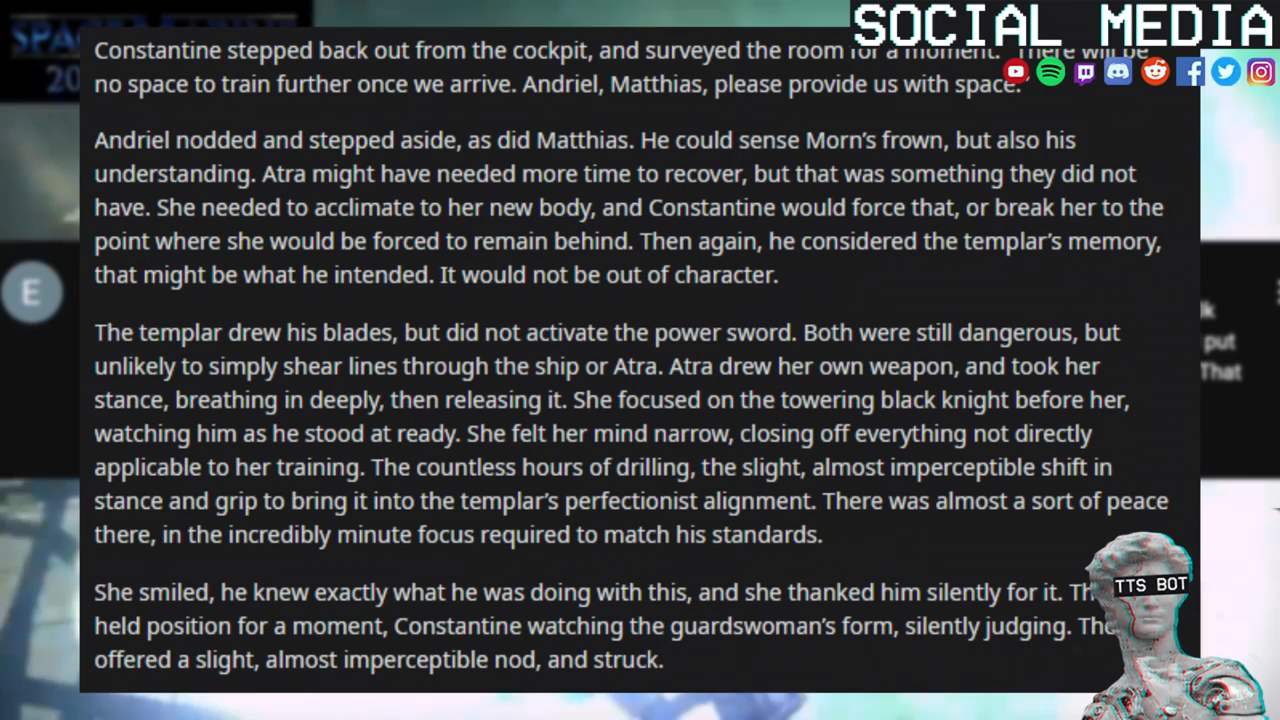 SOCIAL MEDIA
SPA
20
Constantine stepped back out from the cockpit, and surveyed the room for a moment. "There will be
no space to train further once we arrive. Andriel, Matthias, please provide us with space."
Andriel nodded and stepped aside, as did Matthias. He could sense Morn's frown, but also his
understanding. Atra might have needed more time to recover, but that was something they did not
have. She needed to acclimate to her new body, and Constantine would force that, or break her to the
point where she would be forced to remain behind. Then again, he considered the templar's memory,
that might be what he intended. It would not be out of character.
E
lk
put
That
The templar drew his blades, but did not activate the power sword. Both were still dangerous, but
unlikely to simply shear lines through the ship or Atra. Atra drew her own weapon, and took her
stance, breathing in deeply, then releasing it. She focused on the towering black knight before her,
watching him as he stood at ready. She felt her mind narrow, closing off everything not directly
applicable to her training. The countless hours of drilling, the slight, almost imperceptible shift in
stance and grip to bring it into the templar's perfectionist alignment. There was almost a sort of peace
there, in the incredibly minute focus required to match his standards.
She smiled, he knew exactly what he was doing with this, and she thanked him silently for it. Th
held position for a moment, Constantine watching the guardswoman's form, silently judging. The
offered a slight, almost imperceptible nod, and struck.
TTS BOT